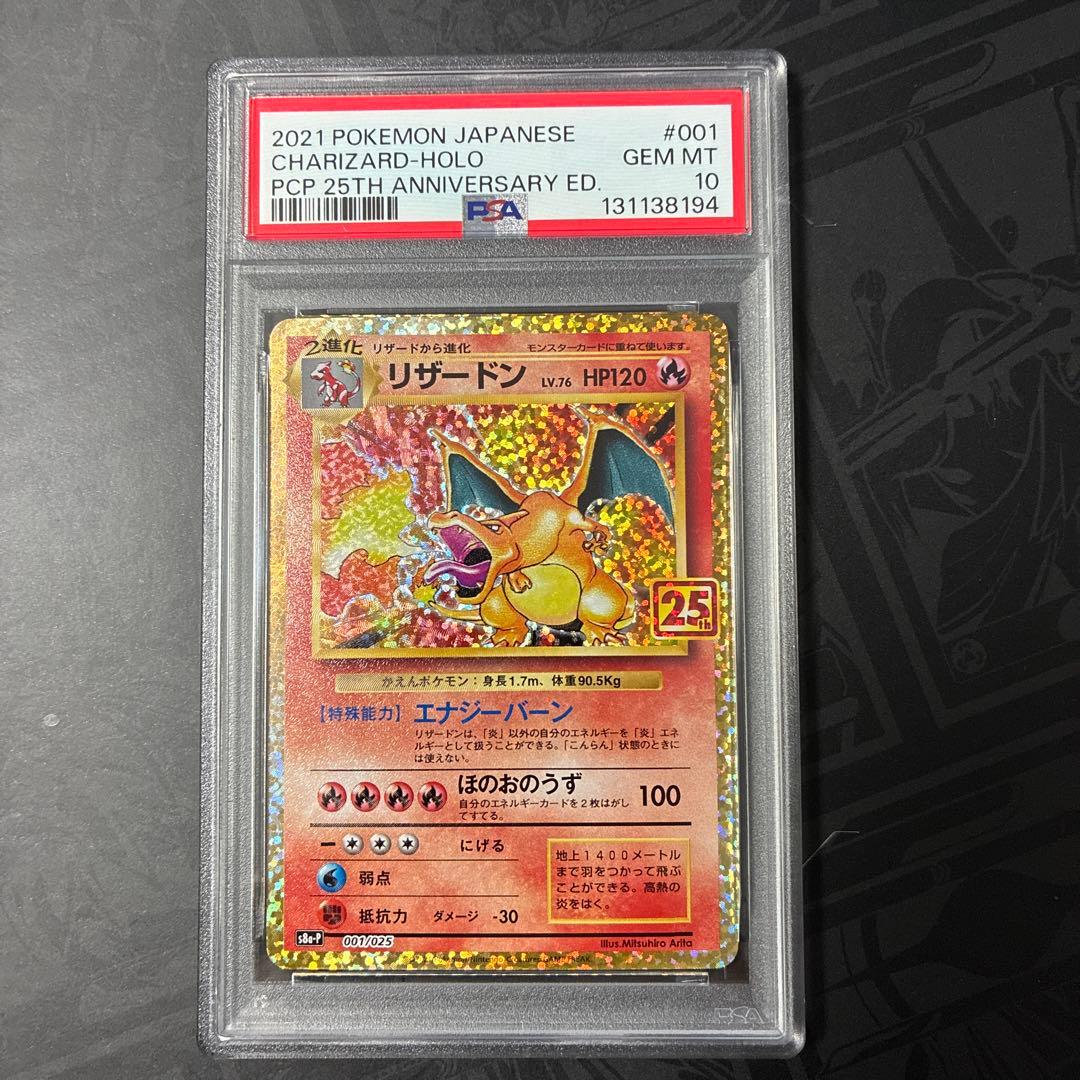 2021 POKEMON JAPANESE #001
CHARIZARD-HOLO GEM MT
PCP 25TH ANNIVERSARY ED. 10
PSA 131138194
2進化 リザードから進化 モンスターカードに重ねて使います。
リザードン LV.76 HP120
25th
かえんポケモン：身長1.7m、体重90.5Kg
【特殊能力】エナジーバーン
リザードンは、「炎」以外の自分のエネルギーを「炎」エネ
ルギーとして扱うことができる。「こんらん」状態のときに
は使えない。
ほのおのうず 100
自分のエネルギーカードを2枚はがし
てすてる。
ー にげる
弱点
抵抗力 ダメージ -30
地上1400メートル
まで羽をつかって飛ぶ
ことができる。高熱の
炎をはく。
s8a-P 001/025 Illus.Mitsuhiro Arita
Nintendo Creatures GAME FREAK
PSA